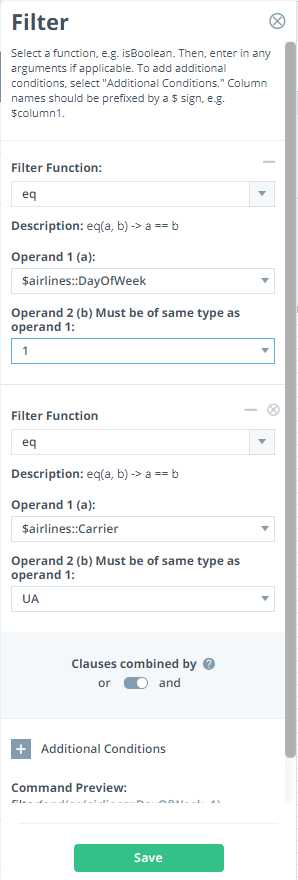 Filter
Select a function, e.g. isBoolean. Then, enter in any
arguments if applicable. To add additional
conditions, select "Additional Conditions." Column
names should be prefixed by a $ sign, e.g.
$column1.
Filter Function:
eq
Description: eq(a, b) -> a == b
Operand 1 (a):
$airlines::DayOfWeek
Operand 2 (b) Must be of same type as
operand 1:
1
Filter Function
eq
Description: eq(a, b) -> a == b
Operand 1 (a):
$airlines::Carrier
Operand 2 (b) Must be of same type as
operand 1:
UA
Clauses combined by ?
or and
+ Additional Conditions
Command Preview:
Save